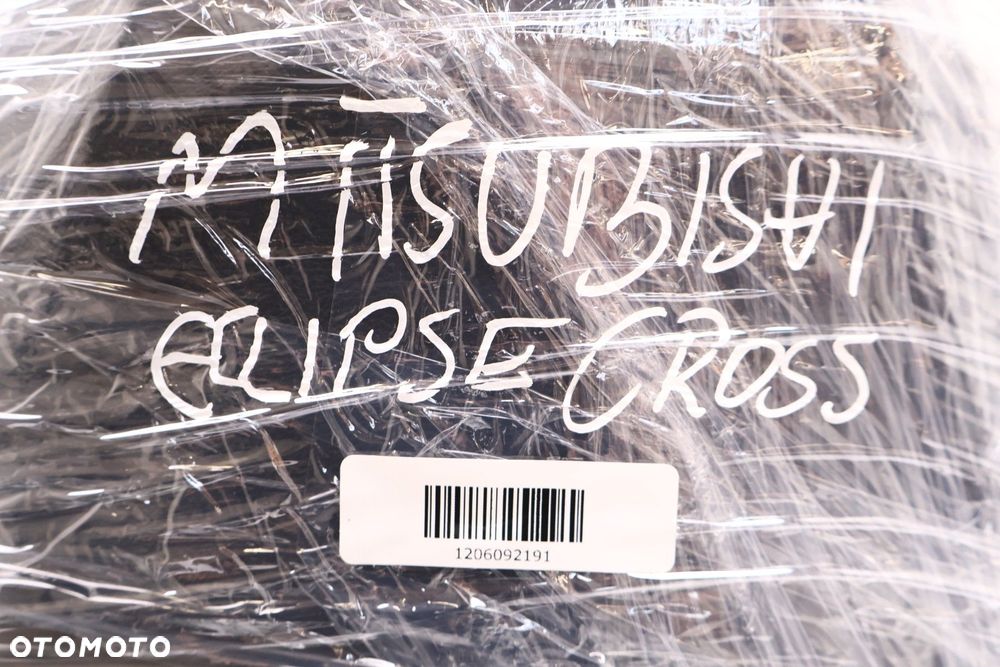 MITSUBISHI
ECLIPSE CROSS
1206092191
OTOMOTO